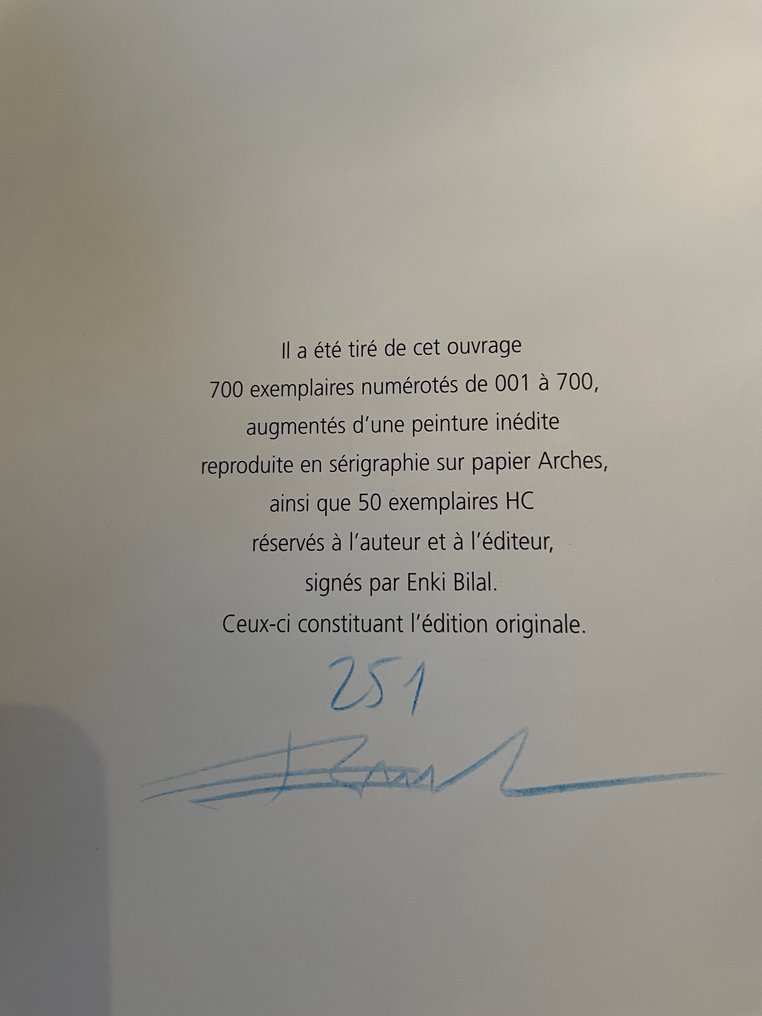 Il a été tiré de cet ouvrage
700 exemplaires numérotés de 001 à 700,
augmentés d'une peinture inédite
reproduite en sérigraphie sur papier Arches,
ainsi que 50 exemplaires HC
réservés à l'auteur et à l'éditeur,
signés par Enki Bilal.
Ceux-ci constituant l'édition originale.
251